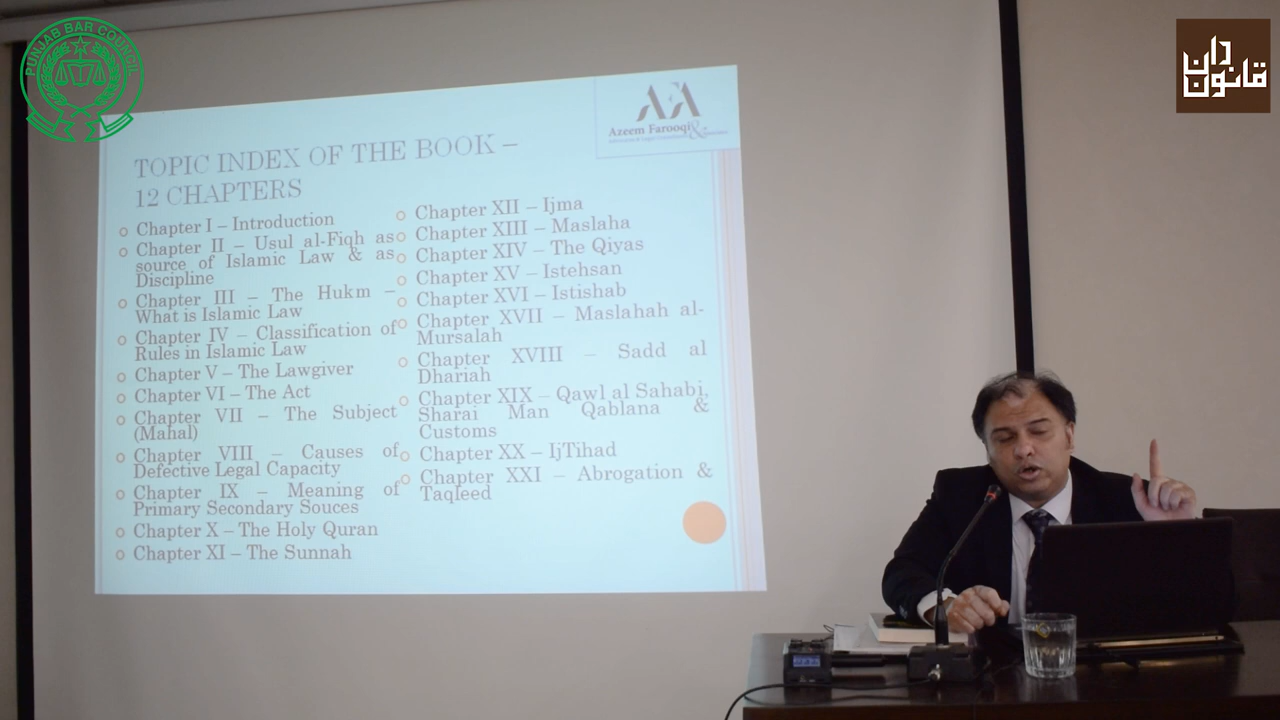 PUNJAB BAR COUNCIL
قانون دان
AFA
Azeem Farooqi &
TOPIC INDEX OF THE BOOK –
12 CHAPTERS
Chapter I – Introduction
Chapter II – Usul al-Fiqh as
source of Islamic Law & as
Discipline
Chapter III – The Hukm –
What is Islamic Law
Chapter IV – Classification of
Rules in Islamic Law
Chapter V – The Lawgiver
Chapter VI – The Act
Chapter VII – The Subject
(Mahal)
Chapter VIII – Causes of
Defective Legal Capacity
Chapter IX – Meaning of
Primary Secondary Souces
Chapter X – The Holy Quran
Chapter XI – The Sunnah
Chapter XII – Ijma
Chapter XIII – Maslaha
Chapter XIV – The Qiyas
Chapter XV – Istehsan
Chapter XVI – Istishab
Chapter XVII – Maslahah al-
Mursalah
Chapter XVIII – Sadd al
Dhariah
Chapter XIX – Qawl al Sahabi,
Sharai Man Qablana &
Customs
Chapter XX – IjTihad
Chapter XXI – Abrogation &
Taqleed